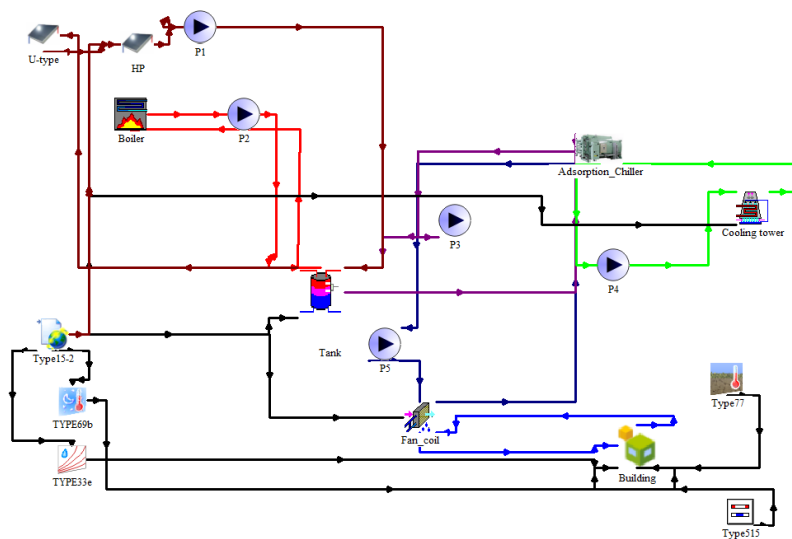 U-type
HP
P1
Boiler
P2
Adsorption_Chiller
P3
Cooling tower
P4
Type15-2
Tank
P5
Type77
TYPE69b
Fan_coil
TYPE33e
Building
Type515